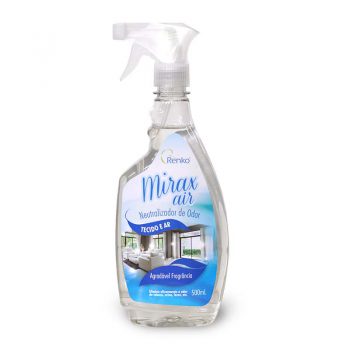 Renko
Mirax
air
Neutralizador de Odor
TECIDO E AR
Agradável Fragrância
500mL